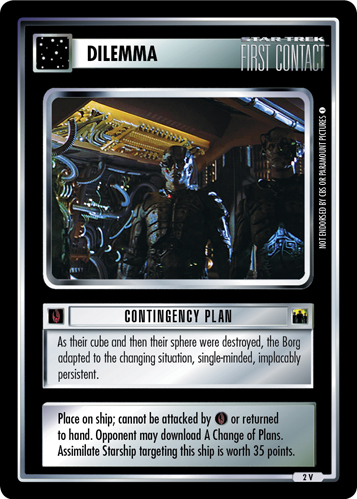 DILEMMA
STAR TREK
FIRST CONTACT
NOT ENDORSED BY CBS OR PARAMOUNT PICTURES
CONTINGENCY PLAN
As their cube and then their sphere were destroyed, the Borg
adapted to the changing situation, single-minded, implacably
persistent.
Place on ship; cannot be attacked by or returned
to hand. Opponent may download A Change of Plans.
Assimilate Starship targeting this ship is worth 35 points.
2 V